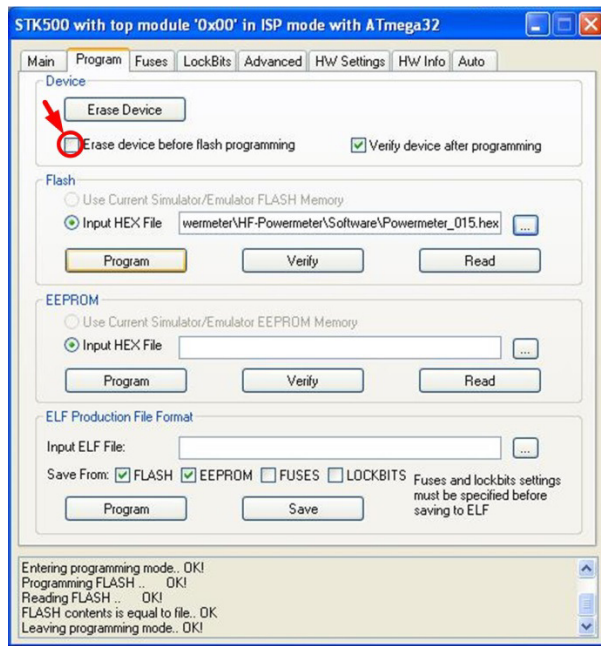 STK500 with top module '0x00' in ISP mode with ATmega32
Main Program Fuses LockBits Advanced HW Settings HW Info Auto
Device
Erase Device
Erase device before flash programming Verify device after programming
Flash
Use Current Simulator/Emulator FLASH Memory
Input HEX File wermeter\HF-Powermeter\Software\Powermeter_015.hex ...
Program Verify Read
EEPROM
Use Current Simulator/Emulator EEPROM Memory
Input HEX File ...
Program Verify Read
ELF Production File Format
Input ELF File: ...
Save From: FLASH EEPROM FUSES LOCKBITS
Fuses and lockbits settings
must be specified before
saving to ELF
Program Save
Entering programming mode.. OK!
Programming FLASH .. OK!
Reading FLASH .. OK!
FLASH contents is equal to file.. OK
Leaving programming mode.. OK!